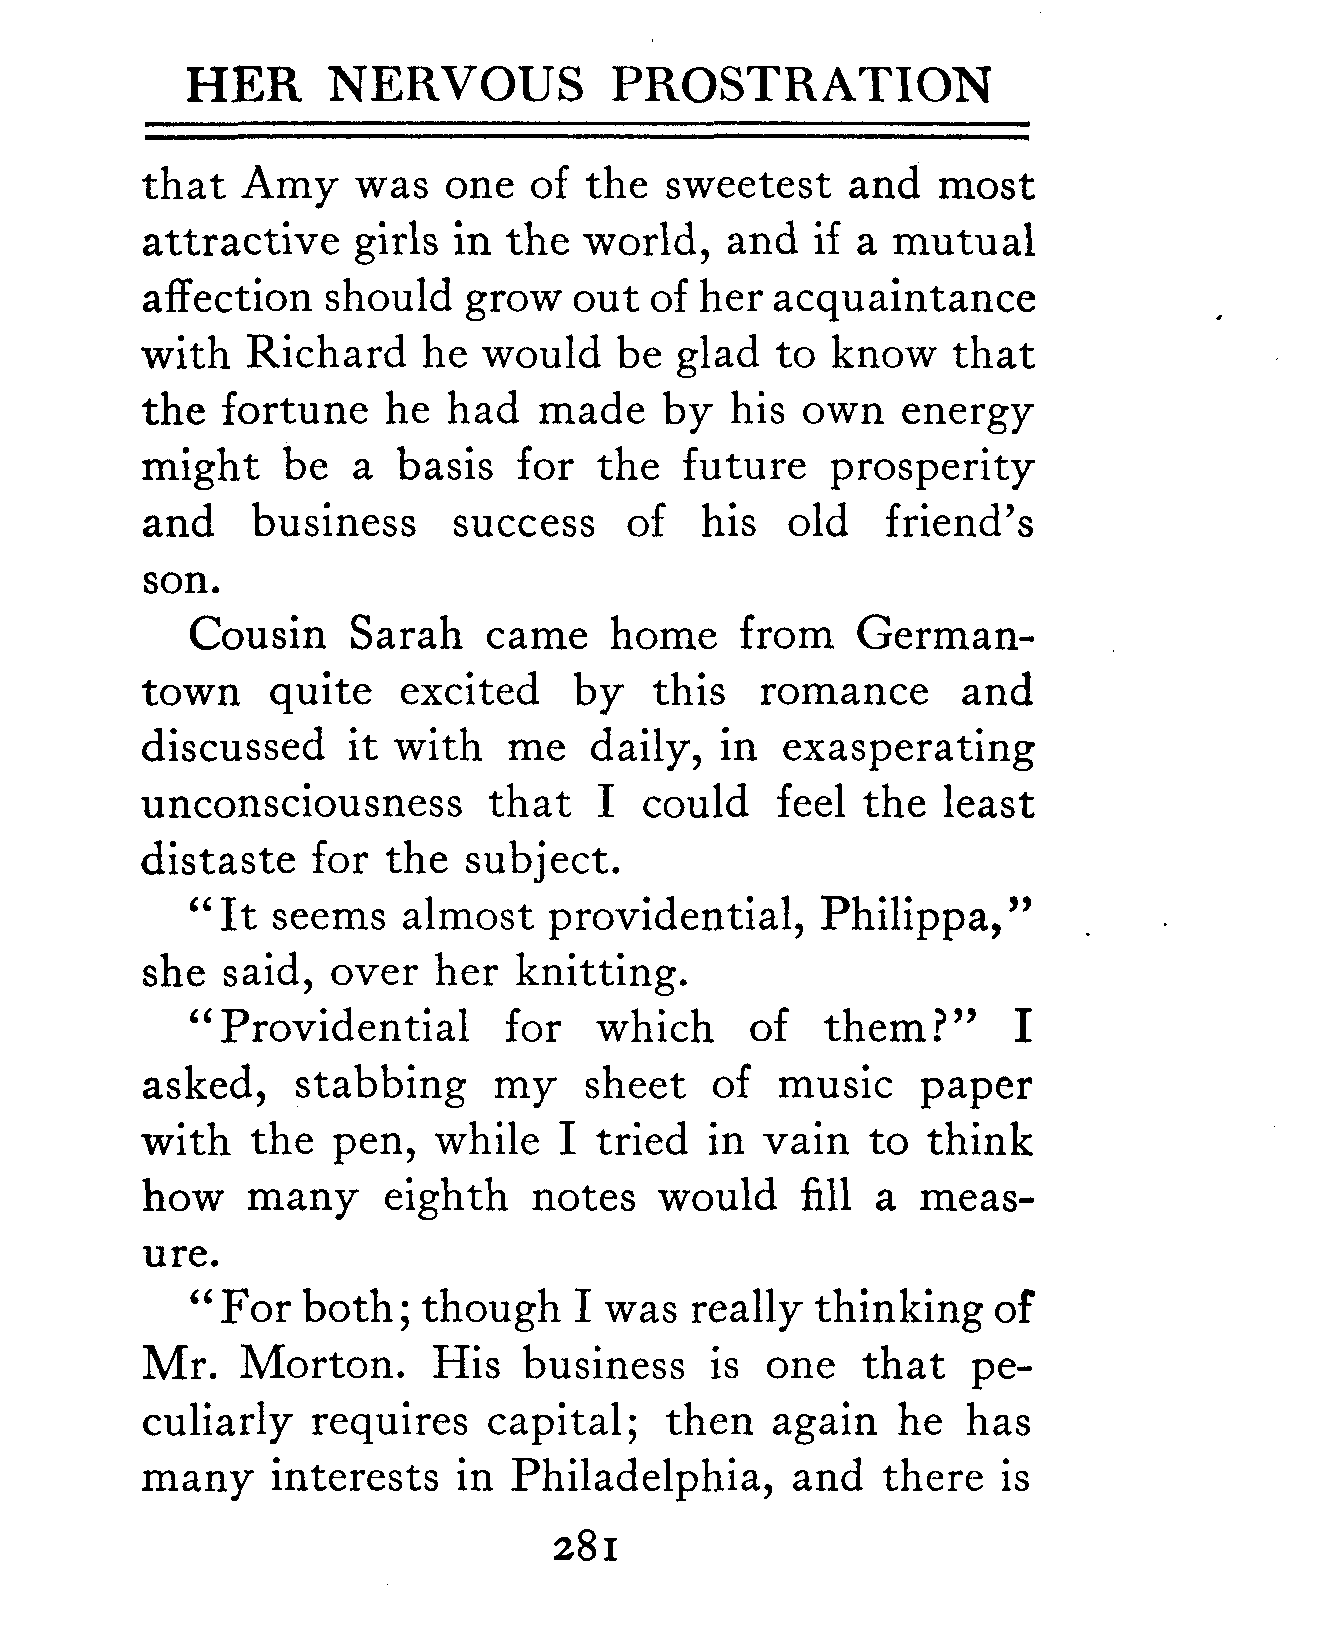 HER NERVOUS PROSTRATION
that Amy was one of the sweetest and most
attractive girls in the world, and if a mutual
affection should grow out of her acquaintance
with Richard he would be glad to know that
the fortune he had made by his own energy
might be a basis for the future prosperity
and business success of his old friend's
son.
Cousin Sarah came home from German-
town quite excited by this romance and
discussed it with me daily, in exasperating
unconsciousness that I could feel the least
distaste for the subject.
“It seems almost providential, Philippa,”
she said, over her knitting.
“Providential for which of them?” I
asked, stabbing my sheet of music paper
with the pen, while I tried in vain to think
how many eighth notes would fill a meas-
ure.
“For both; though I was really thinking of
Mr. Morton. His business is one that pe-
culiarly requires capital; then again he has
many interests in Philadelphia, and there is
281